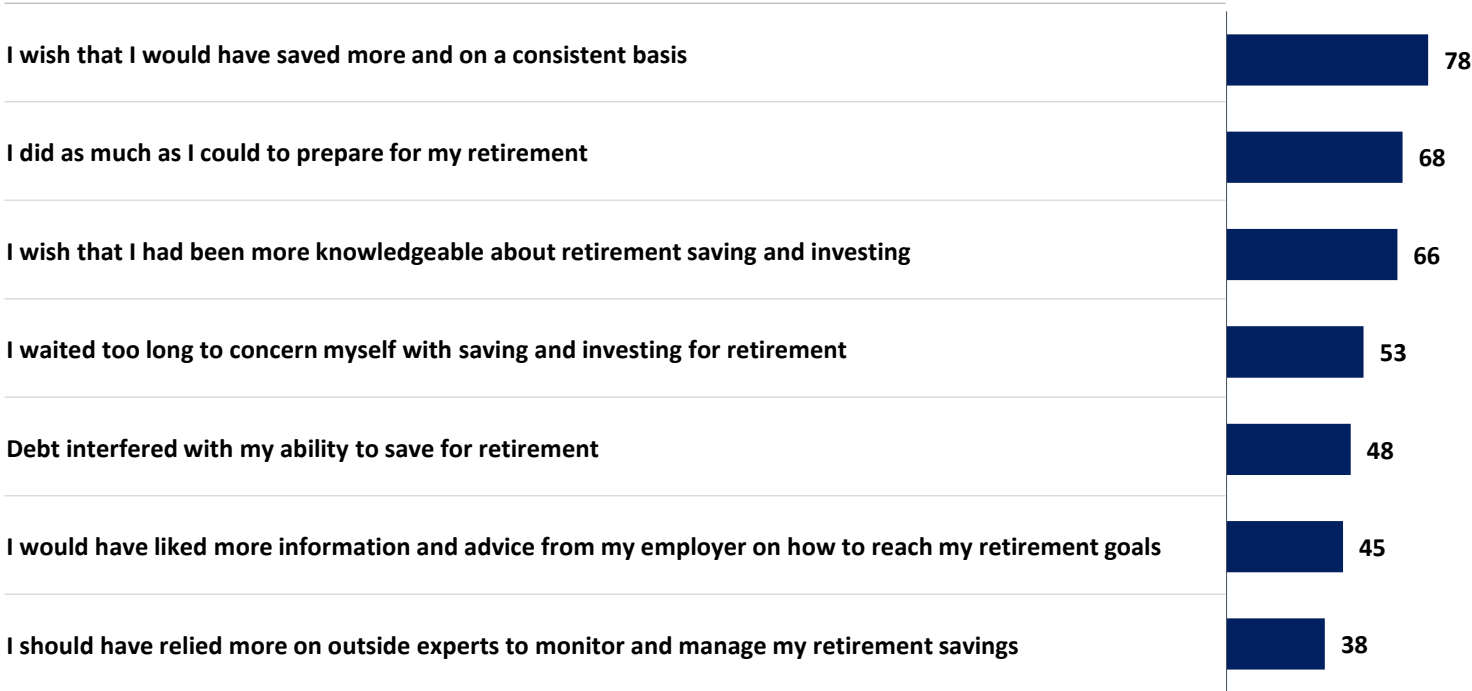 I wish that I would have saved more and on a consistent basis 78
I did as much as I could to prepare for my retirement 68
I wish that I had been more knowledgeable about retirement saving and investing 66
I waited too long to concern myself with saving and investing for retirement 53
Debt interfered with my ability to save for retirement 48
I would have liked more information and advice from my employer on how to reach my retirement goals 45
I should have relied more on outside experts to monitor and manage my retirement savings 38